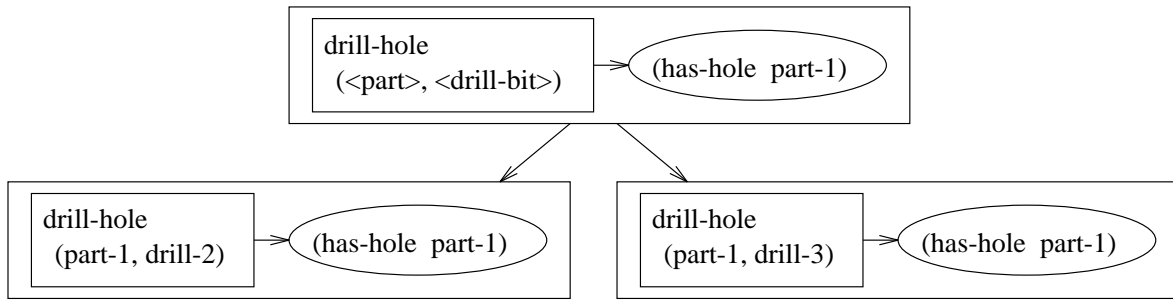 drill-hole
(<part>, <drill-bit>)
(has-hole part-1)
drill-hole
(part-1, drill-2)
(has-hole part-1)
drill-hole
(part-1, drill-3)
(has-hole part-1)